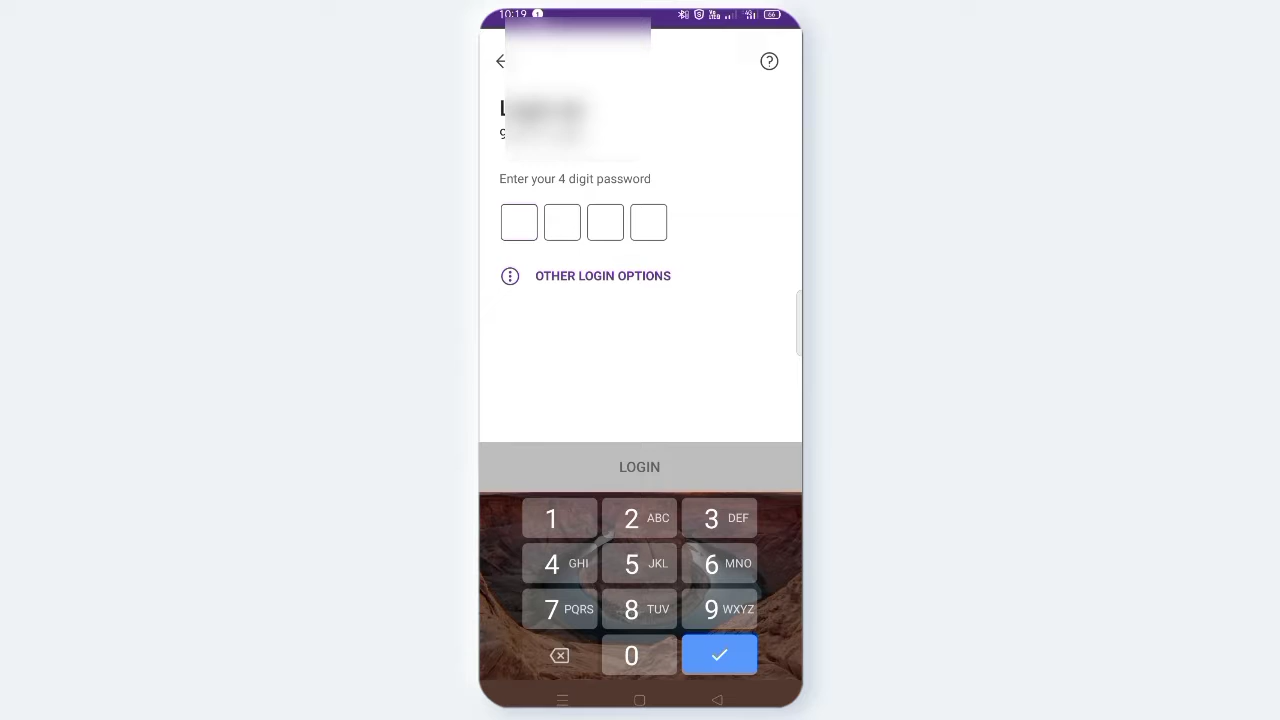 10:19
Enter your 4 digit password
OTHER LOGIN OPTIONS
LOGIN
1 2 ABC 3 DEF
4 GHI 5 JKL 6 MNO
7 PQRS 8 TUV 9 WXYZ
0